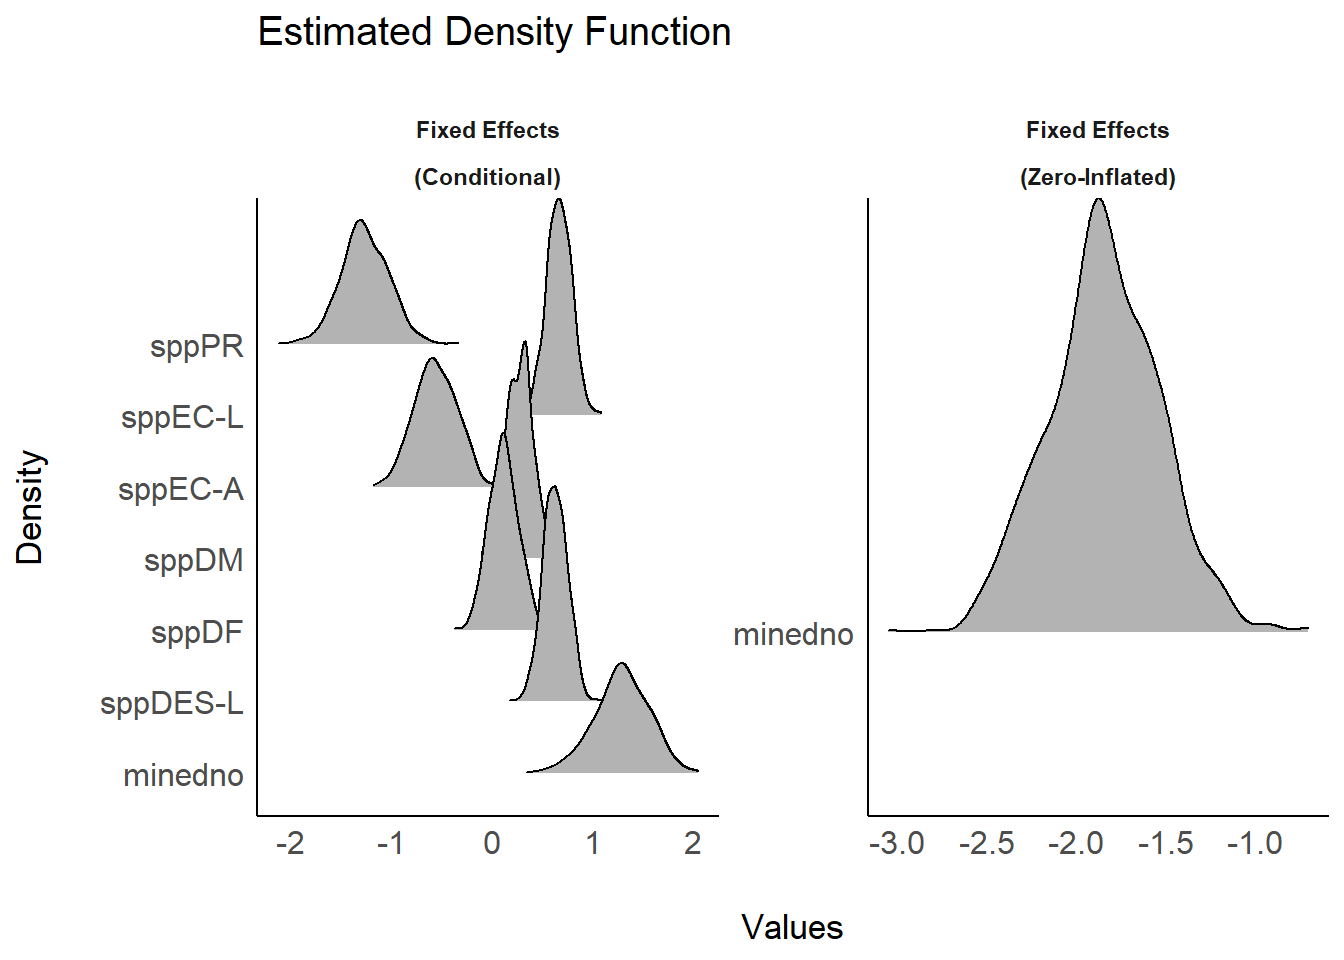 Estimated Density Function
Fixed Effects
(Conditional)
Fixed Effects
(Zero-Inflated)
Density
sppPR
sppEC-L
sppEC-A
sppDM
sppDF
sppDES-L
minedno
-2 -1 0 1 2
minedno
-3.0 -2.5 -2.0 -1.5 -1.0
Values